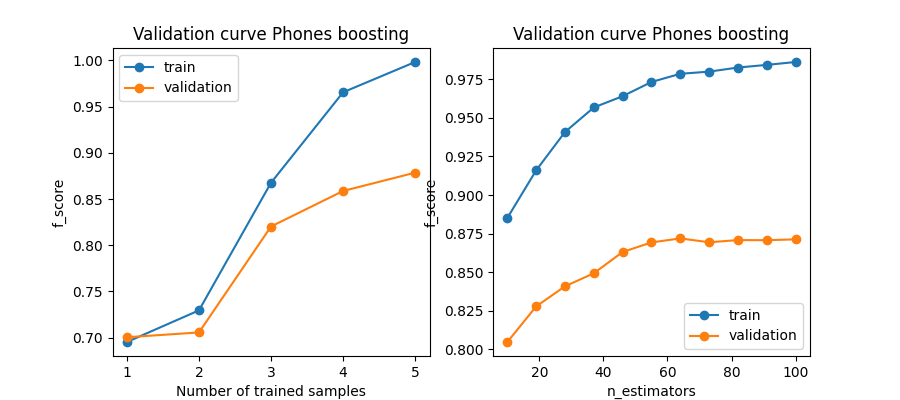 Validation curve Phones boosting
1.00
0.95
0.90
0.85
0.80
0.75
0.70
f_score
train
validation
1 2 3 4 5
Number of trained samples
Validation curve Phones boosting
0.975
0.950
0.925
0.900
0.875
0.850
0.825
0.800
f_score
train
validation
20 40 60 80 100
n_estimators